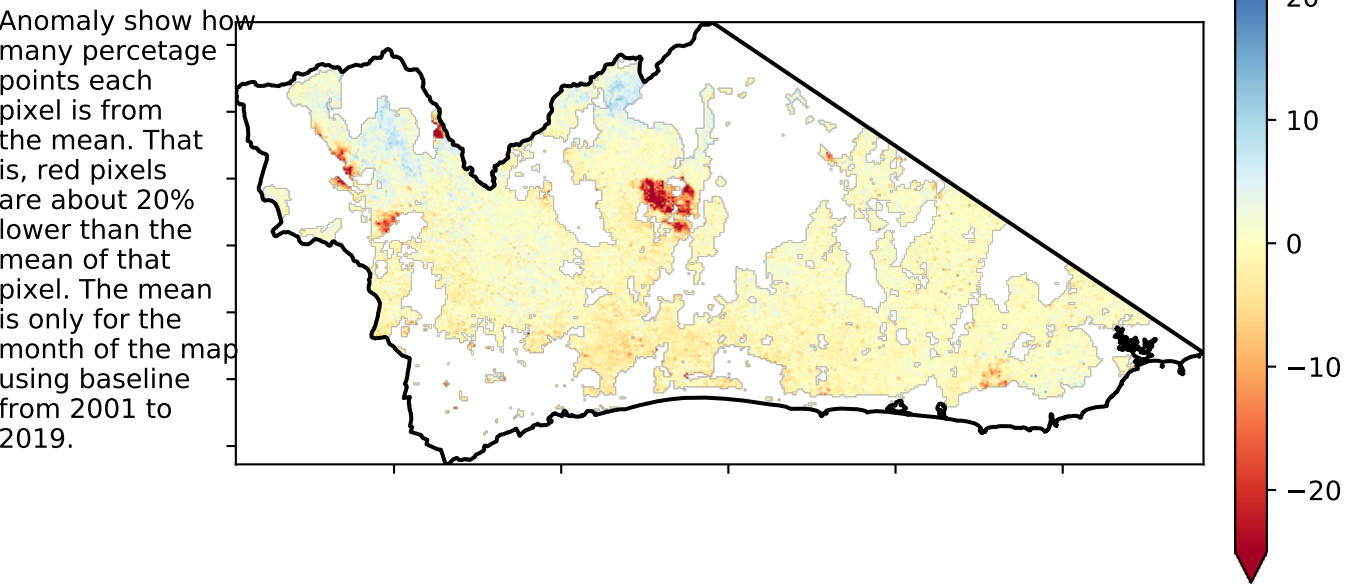 Anomaly show how
many percetage
points each
pixel is from
the mean. That
is, red pixels
are about 20%
lower than the
mean of that
pixel. The mean
is only for the
month of the map
using baseline
from 2001 to
2019.
20
10
0
−10
−20